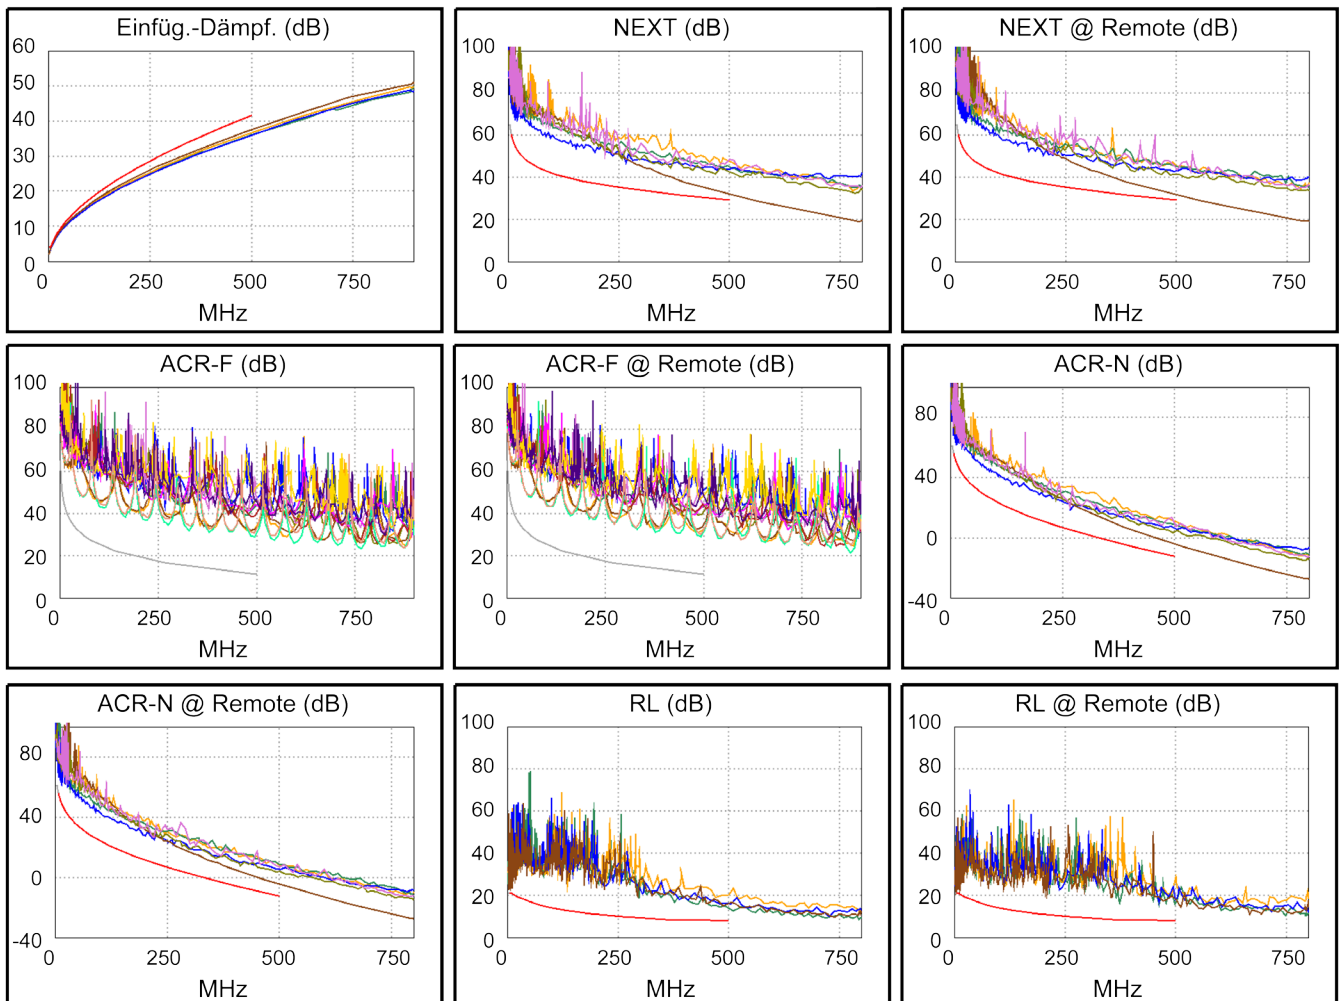 Einfüg.-Dämpf. (dB)
60
50
40
30
20
10
0
0 250 500 750
MHz
NEXT (dB)
100
80
60
40
20
0
0 250 500 750
MHz
NEXT @ Remote (dB)
100
80
60
40
20
0
0 250 500 750
MHz
ACR-F (dB)
100
80
60
40
20
0
0 250 500 750
MHz
ACR-F @ Remote (dB)
100
80
60
40
20
0
0 250 500 750
MHz
ACR-N (dB)
80
40
0
-40
0 250 500 750
MHz
ACR-N @ Remote (dB)
80
40
0
-40
0 250 500 750
MHz
RL (dB)
100
80
60
40
20
0
0 250 500 750
MHz
RL @ Remote (dB)
100
80
60
40
20
0
0 250 500 750
MHz